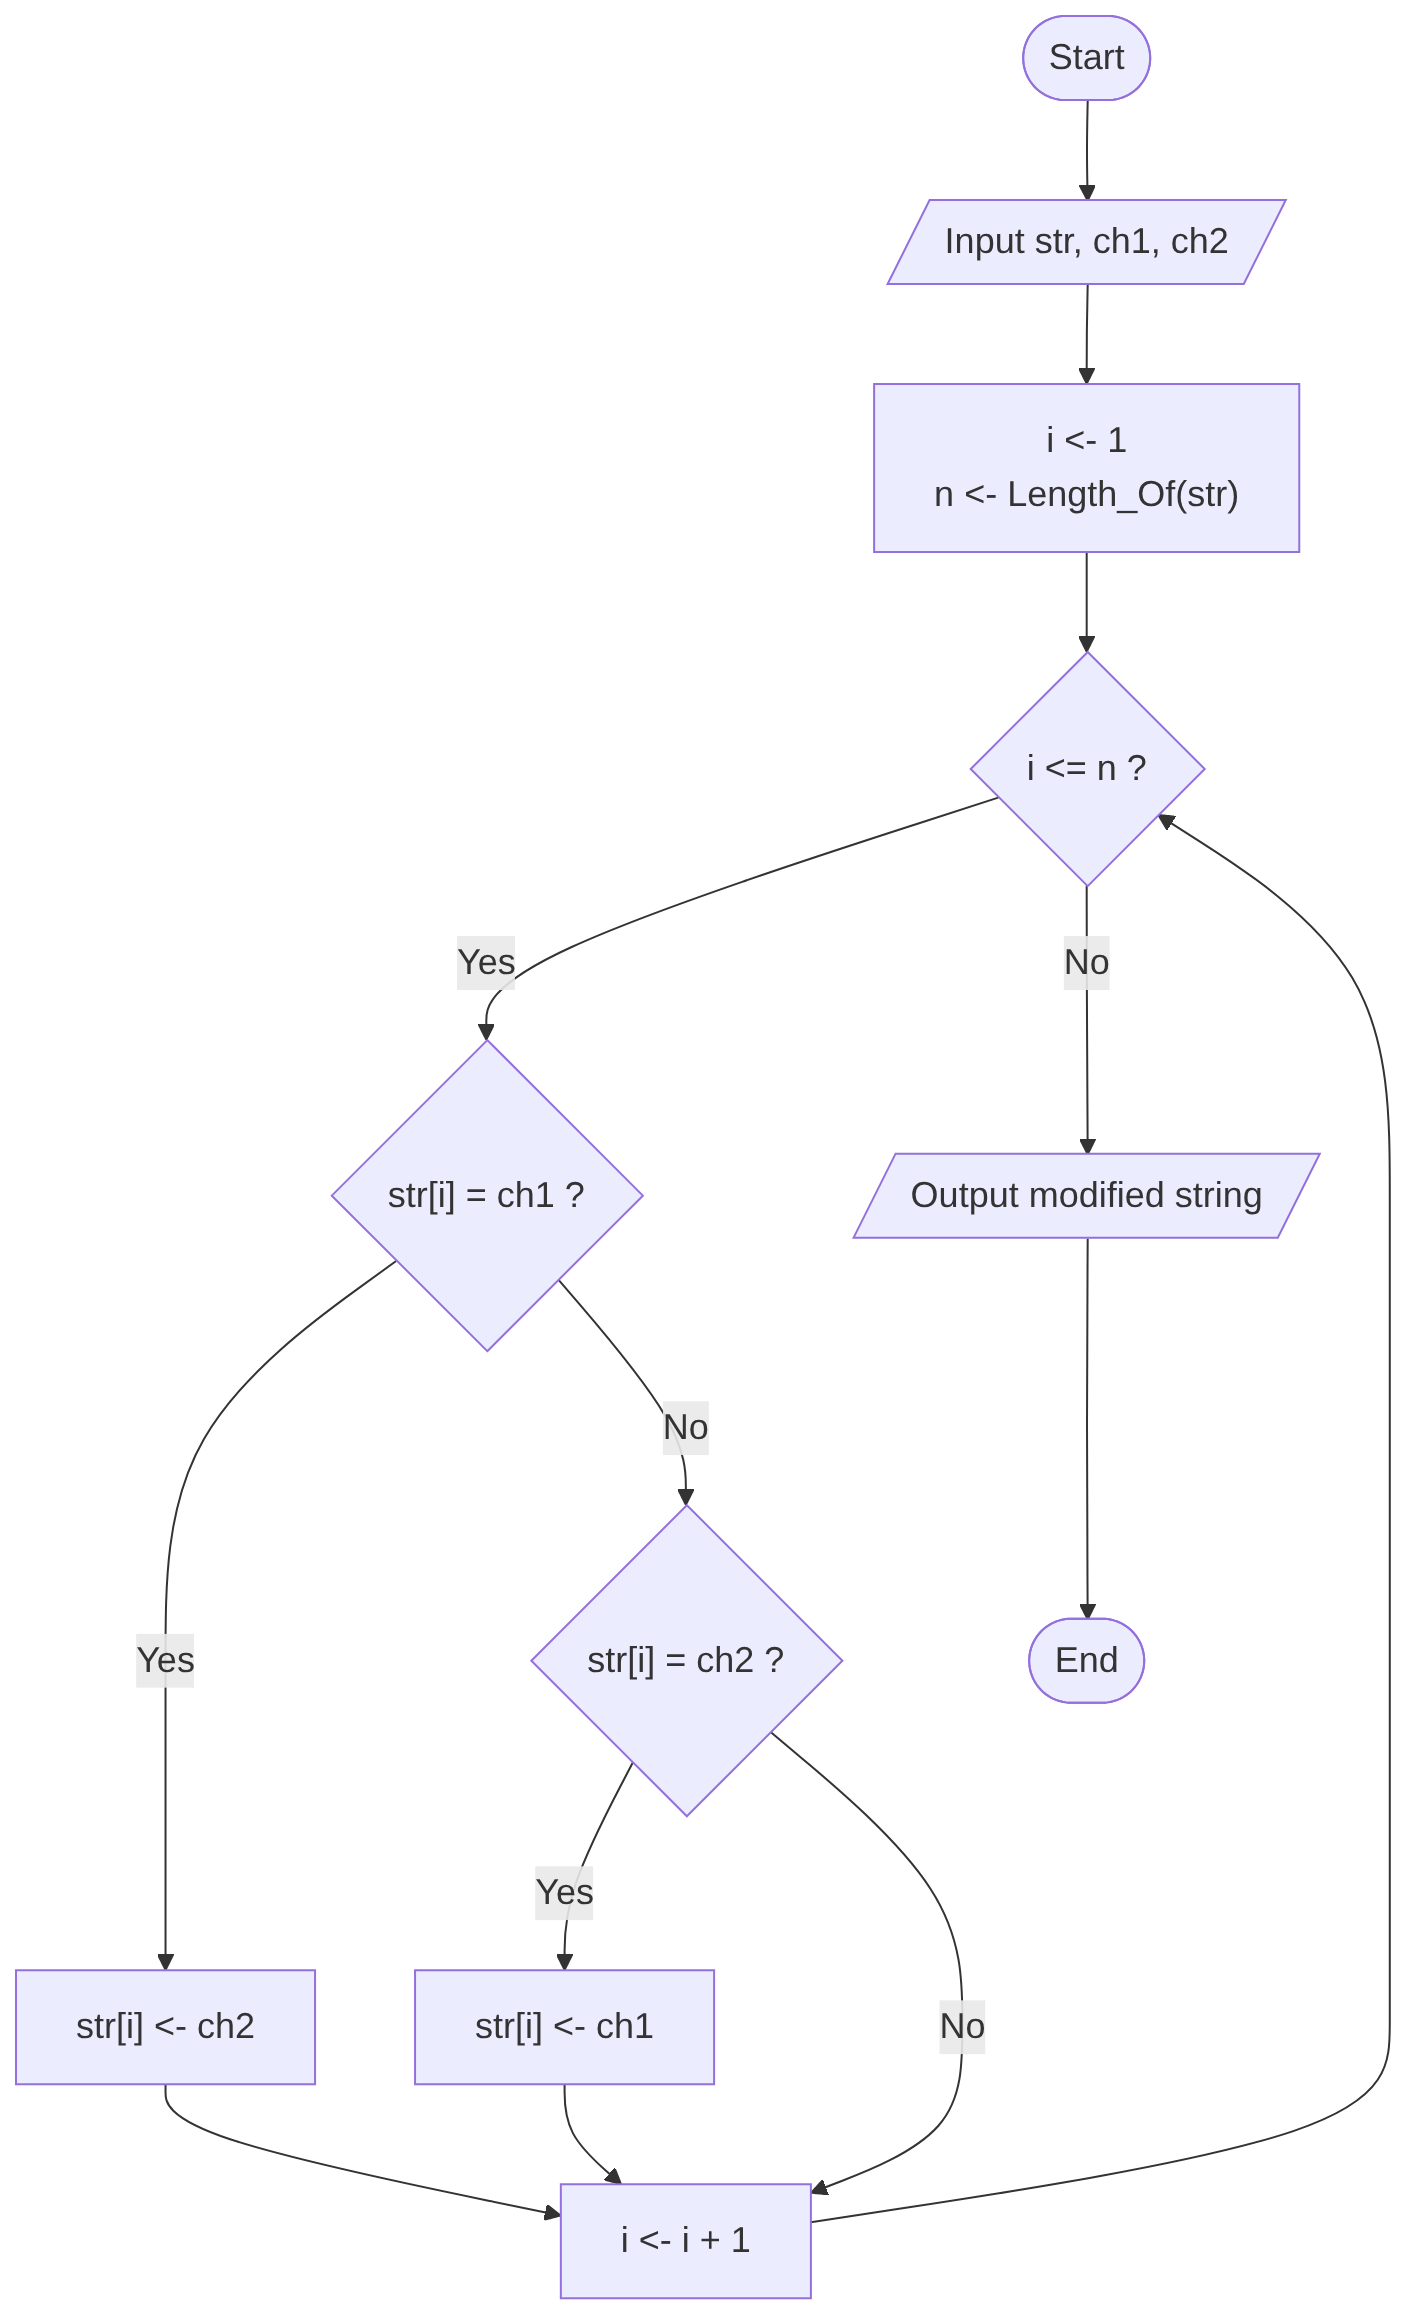 Start
Input str, ch1, ch2
i <- 1
n <- Length_Of(str)
i <= n ?
Yes
No
str[i] = ch1 ?
Output modified string
No
Yes
str[i] = ch2 ?
End
Yes
No
str[i] <- ch2
str[i] <- ch1
i <- i + 1